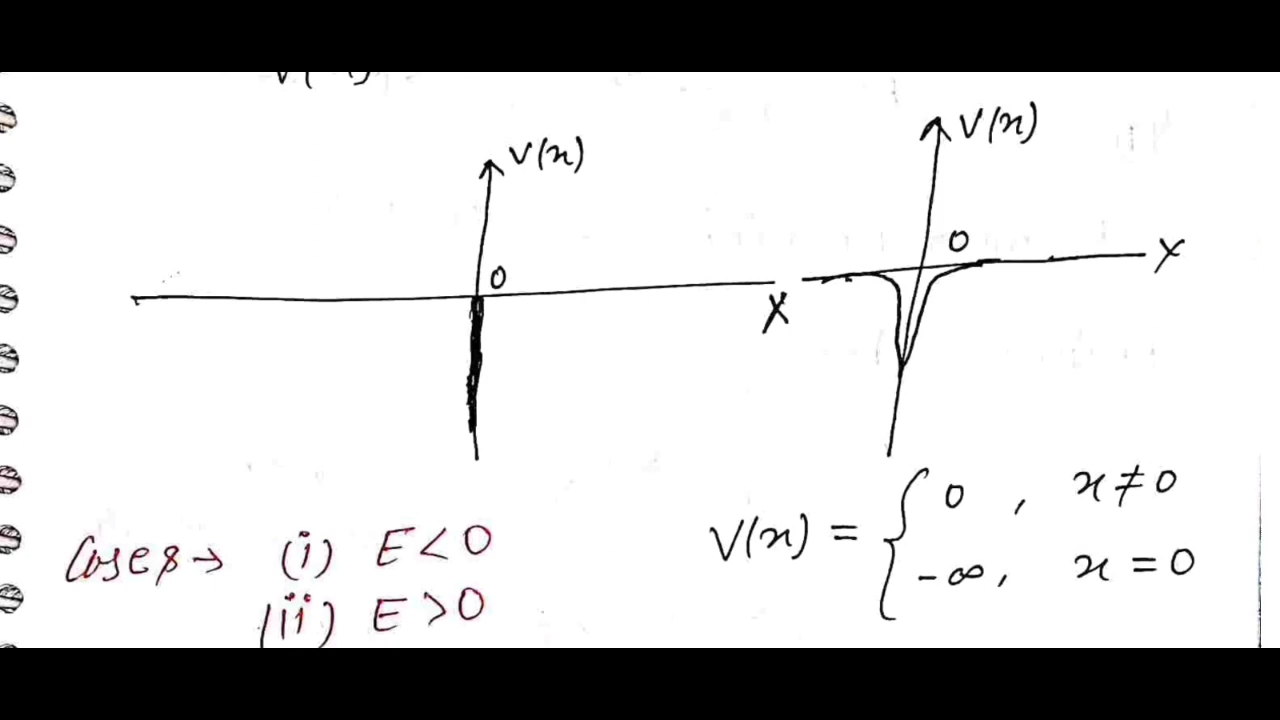 V(x)
0
X
V(x)
0
X
V(x) = { 0 , x ≠ 0
-∞, x = 0
Cases → (i) E < 0
(ii) E > 0